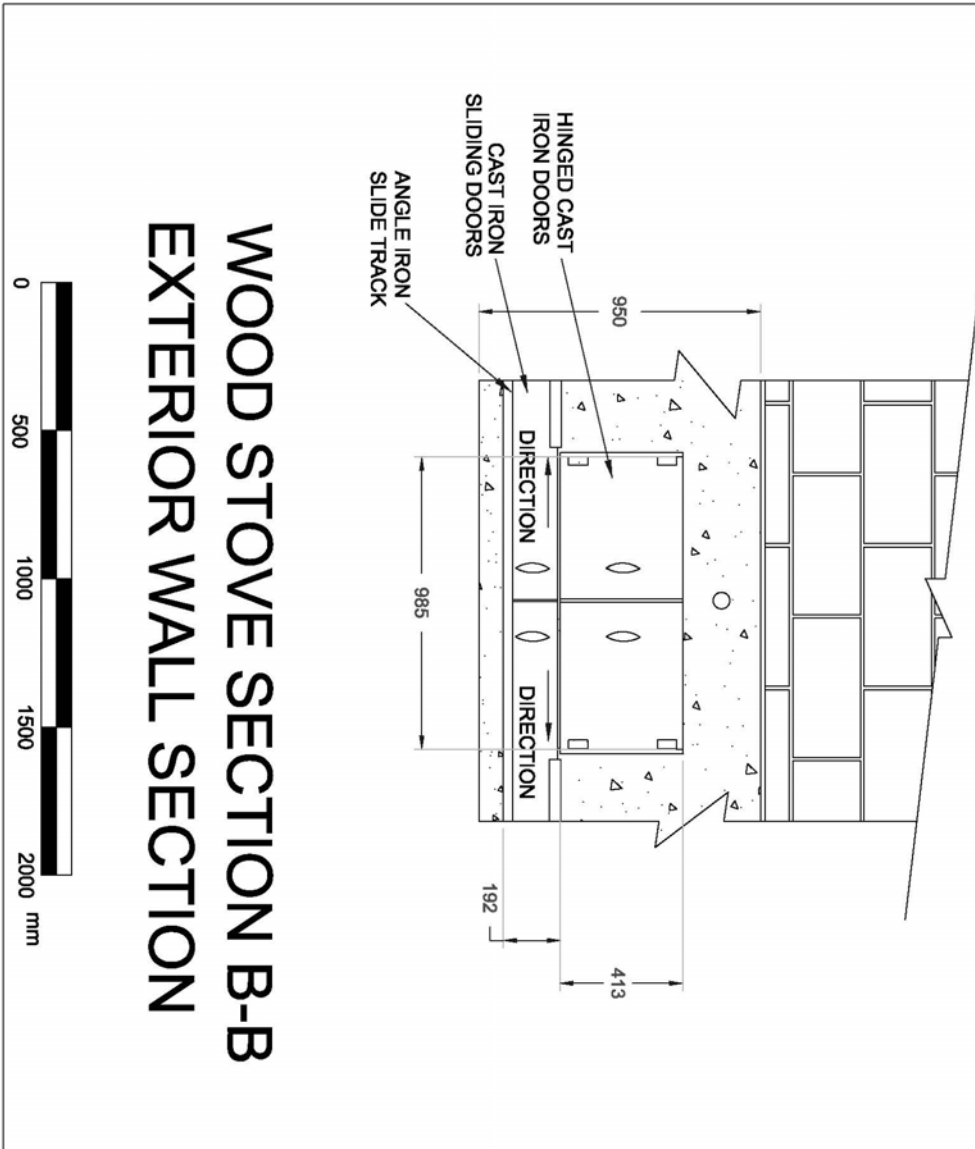 HINGED CAST
IRON DOORS
CAST IRON
SLIDING DOORS
ANGLE IRON
SLIDE TRACK
950
DIRECTION
DIRECTION
985
192
413
WOOD STOVE SECTION B-B
EXTERIOR WALL SECTION
0
500
1000
1500
2000 mm